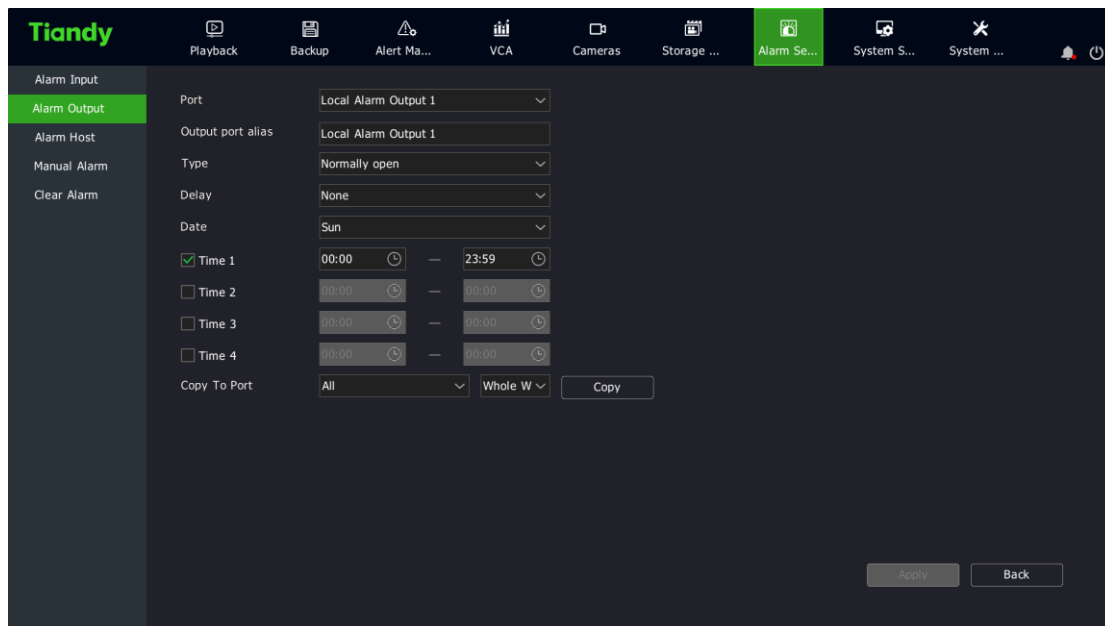 Tiandy
Playback Backup Alert Ma... VCA Cameras Storage ... Alarm Se... System S... System ...
Alarm Input
Alarm Output
Alarm Host
Manual Alarm
Clear Alarm
Port Local Alarm Output 1
Output port alias Local Alarm Output 1
Type Normally open
Delay None
Date Sun
Time 1 00:00 — 23:59
Time 2 00:00 — 00:00
Time 3 00:00 — 00:00
Time 4 00:00 — 00:00
Copy To Port All Whole W Copy
Apply Back